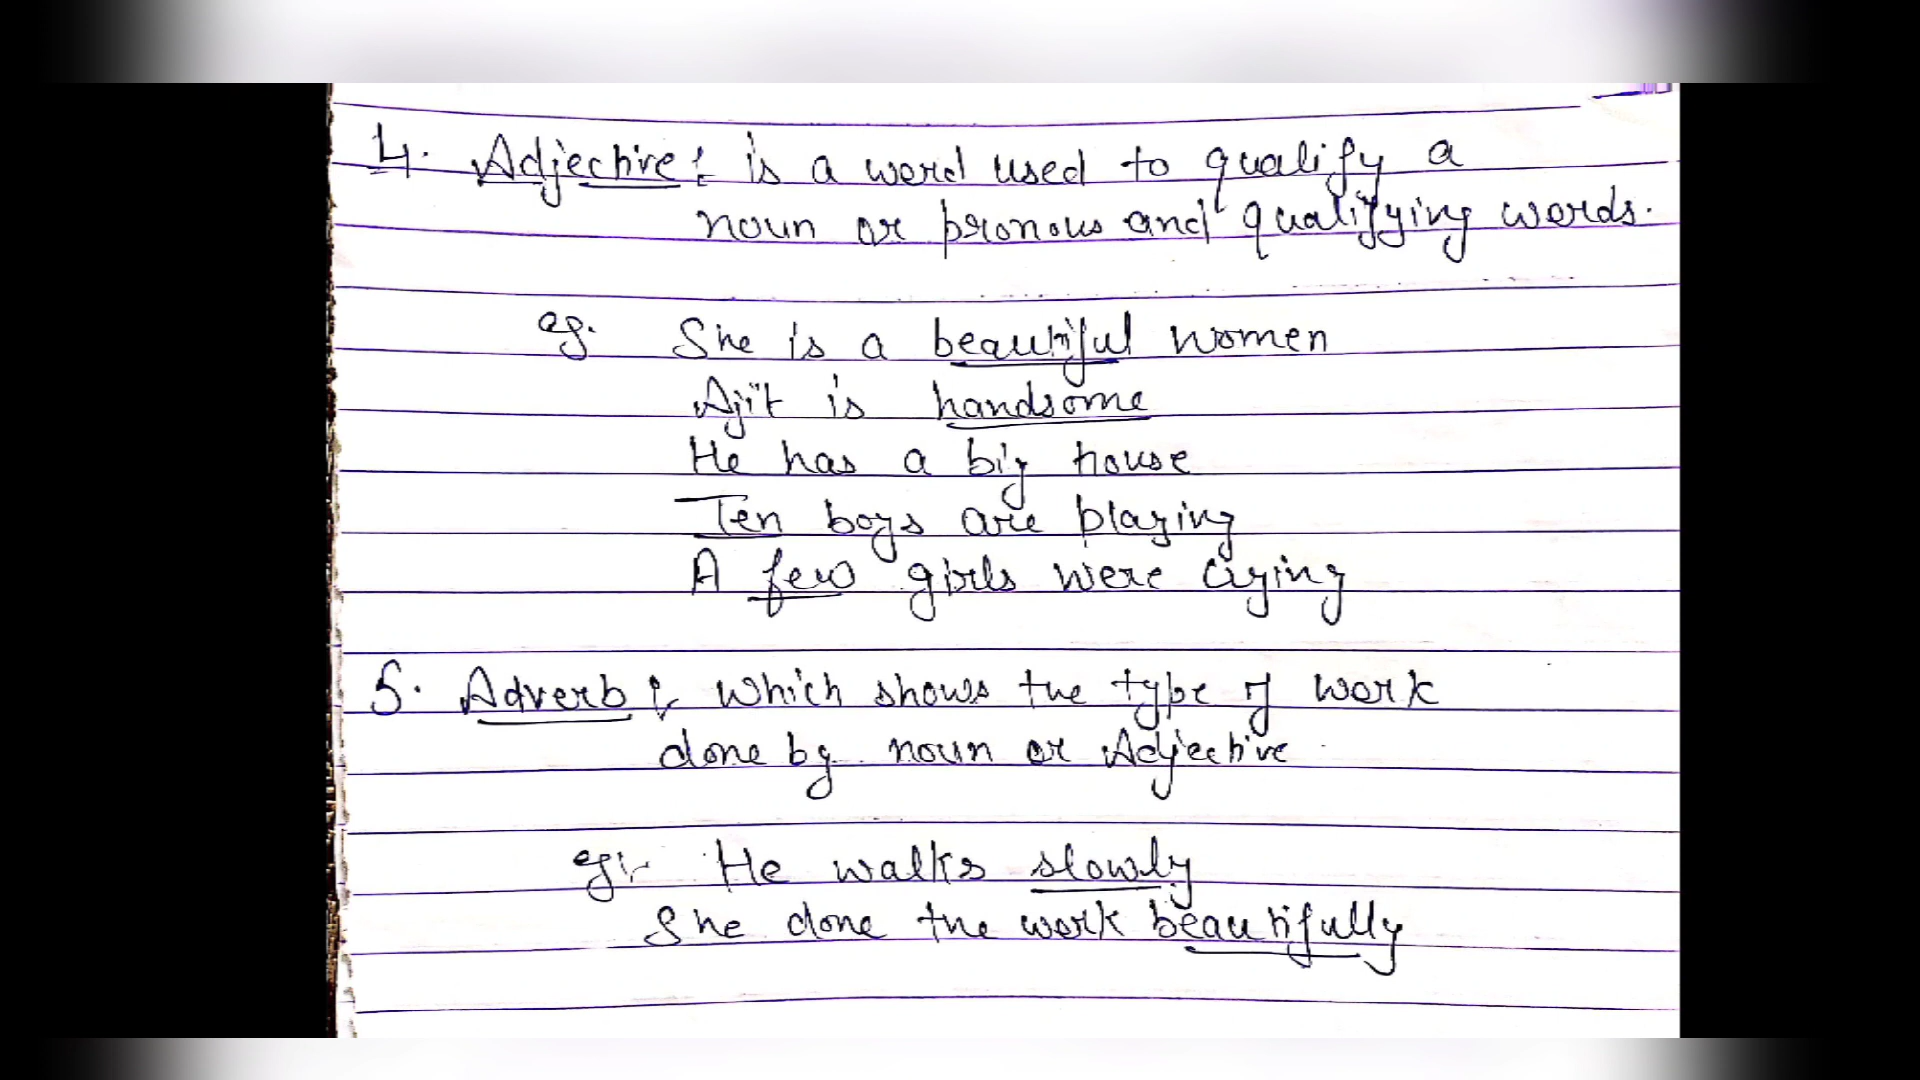 4. Adjective :- is a word used to qualify a
noun or pronous and qualifying words.
eg. She is a beautiful women
Ajit is handsome
He has a big house
Ten boys are playing
A few girls were crying
5. Adverb :- which shows the type of work
done by noun or Adjective
eg:- He walks slowly
She done the work beautifully